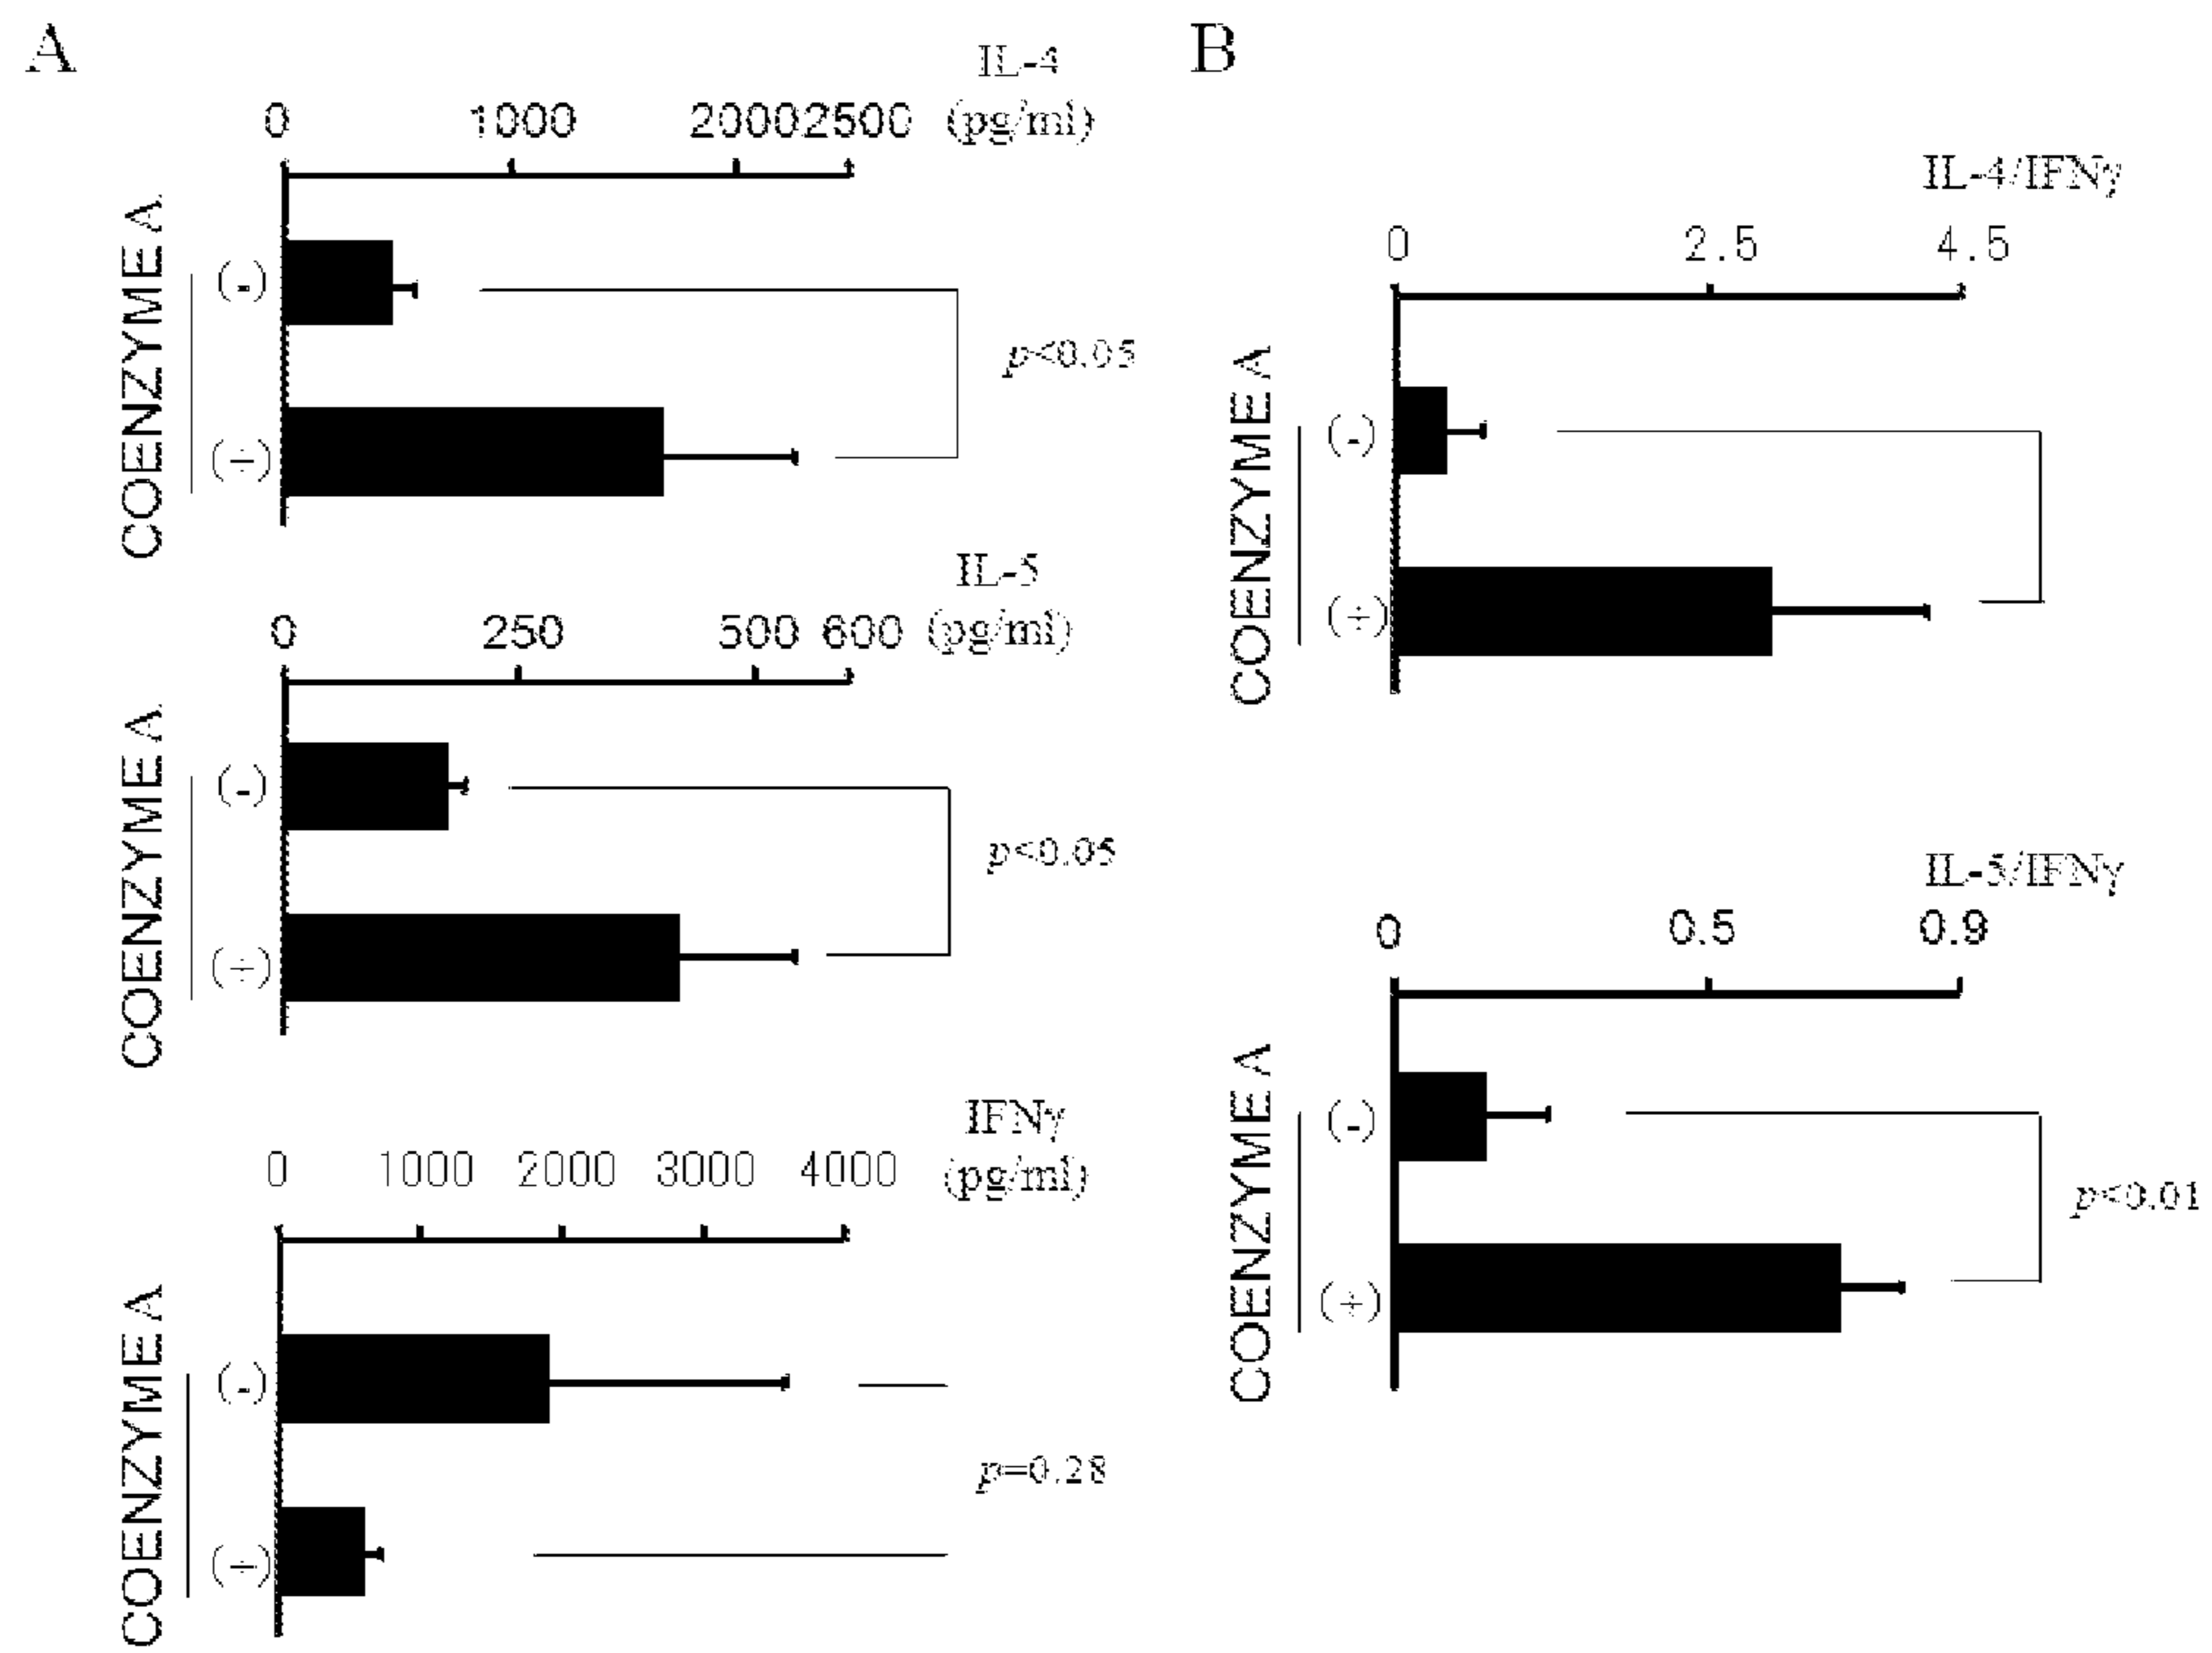 A
IL-4
0 1000 2000 2500 (pg/ml)
COENZYME A
(-)
(+)
p<0.05
IL-5
0 250 500 600 (pg/ml)
COENZYME A
(-)
(+)
p<0.05
IFNγ
0 1000 2000 3000 4000 (pg/ml)
COENZYME A
(-)
(+)
p=0.28
B
IL-4/IFNγ
0 2.5 4.5
COENZYME A
(-)
(+)
IL-5/IFNγ
0 0.5 0.9
COENZYME A
(-)
(+)
p<0.01